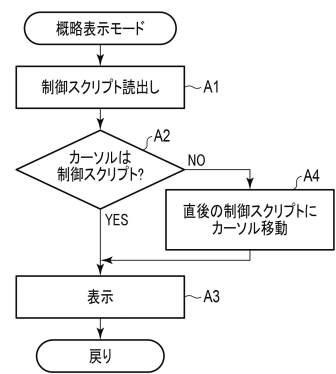 概略表示モード
制御スクリプト読出し
A1
A2
カーソルは
制御スクリプト?
NO
A4
YES
直後の制御スクリプトに
カーソル移動
表示
A3
戻り